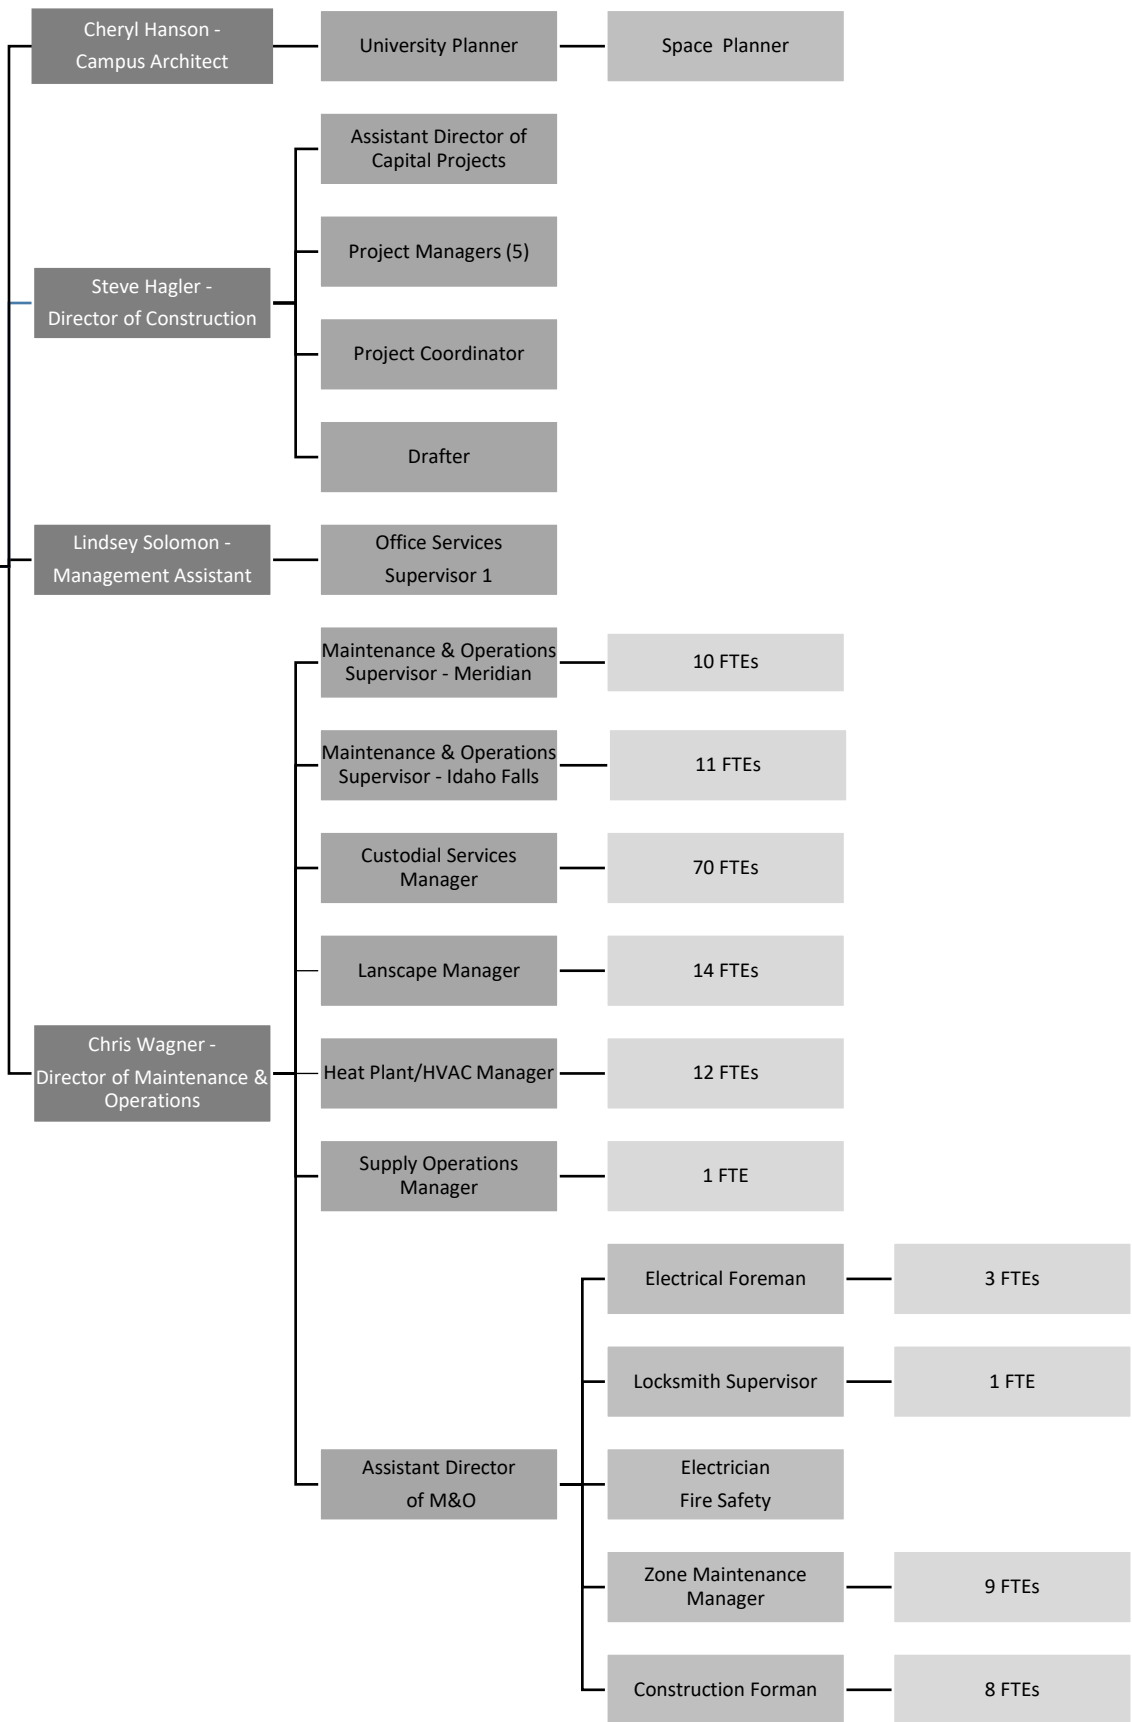 Cheryl Hanson -
Campus Architect
University Planner
Space Planner
Assistant Director of
Capital Projects
Project Managers (5)
Steve Hagler -
Director of Construction
Project Coordinator
Drafter
Lindsey Solomon -
Management Assistant
Office Services
Supervisor 1
Maintenance & Operations
Supervisor - Meridian
10 FTEs
Maintenance & Operations
Supervisor - Idaho Falls
11 FTEs
Custodial Services
Manager
70 FTEs
Lanscape Manager
14 FTEs
Chris Wagner -
Director of Maintenance &
Operations
Heat Plant/HVAC Manager
12 FTEs
Supply Operations
Manager
1 FTE
Electrical Foreman
3 FTEs
Locksmith Supervisor
1 FTE
Assistant Director
of M&O
Electrician
Fire Safety
Zone Maintenance
Manager
9 FTEs
Construction Forman
8 FTEs